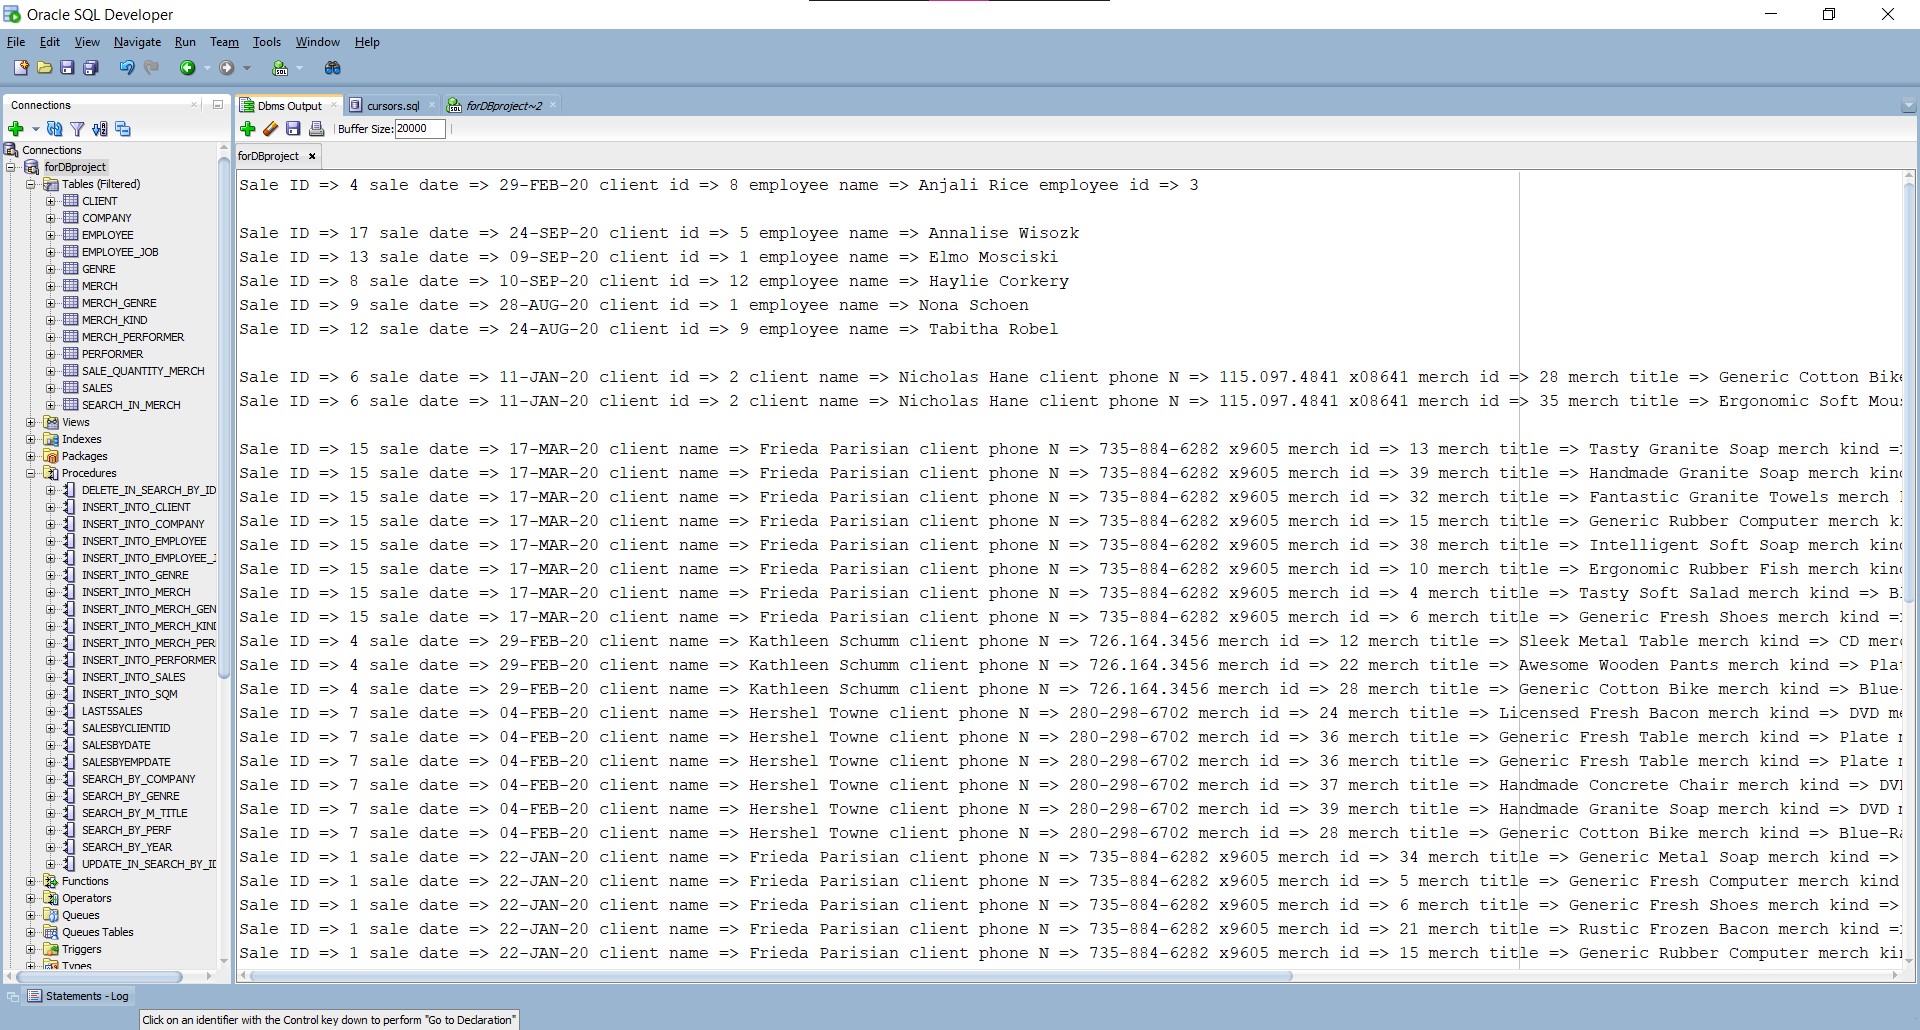 Oracle SQL Developer
File Edit View Navigate Run Team Tools Window Help
Connections
Connections
forDBproject
Tables (Filtered)
CLIENT
COMPANY
EMPLOYEE
EMPLOYEE_JOB
GENRE
MERCH
MERCH_GENRE
MERCH_KIND
MERCH_PERFORMER
PERFORMER
SALE_QUANTITY_MERCH
SALES
SEARCH_IN_MERCH
Views
Indexes
Packages
Procedures
DELETE_IN_SEARCH_BY_ID
INSERT_INTO_CLIENT
INSERT_INTO_COMPANY
INSERT_INTO_EMPLOYEE
INSERT_INTO_EMPLOYEE_J
INSERT_INTO_GENRE
INSERT_INTO_MERCH
INSERT_INTO_MERCH_GEN
INSERT_INTO_MERCH_KIND
INSERT_INTO_MERCH_PER
INSERT_INTO_PERFORMER
INSERT_INTO_SALES
INSERT_INTO_SQM
LAST5SALES
SALESBYCLIENTID
SALESBYDATE
SALESBYEMPDATE
SEARCH_BY_COMPANY
SEARCH_BY_GENRE
SEARCH_BY_M_TITLE
SEARCH_BY_PERF
SEARCH_BY_YEAR
UPDATE_IN_SEARCH_BY_ID
Functions
Operators
Queues
Queues Tables
Triggers
Types
Dbms Output cursors.sql forDBproject~2
Buffer Size: 20000
forDBproject
Sale ID => 4 sale date => 29-FEB-20 client id => 8 employee name => Anjali Rice employee id => 3
Sale ID => 17 sale date => 24-SEP-20 client id => 5 employee name => Annalise Wisozk
Sale ID => 13 sale date => 09-SEP-20 client id => 1 employee name => Elmo Mosciski
Sale ID => 8 sale date => 10-SEP-20 client id => 12 employee name => Haylie Corkery
Sale ID => 9 sale date => 28-AUG-20 client id => 1 employee name => Nona Schoen
Sale ID => 12 sale date => 24-AUG-20 client id => 9 employee name => Tabitha Robel
Sale ID => 6 sale date => 11-JAN-20 client id => 2 client name => Nicholas Hane client phone N => 115.097.4841 x08641 merch id => 28 merch title => Generic Cotton Bike
Sale ID => 6 sale date => 11-JAN-20 client id => 2 client name => Nicholas Hane client phone N => 115.097.4841 x08641 merch id => 35 merch title => Ergonomic Soft Mou
Sale ID => 15 sale date => 17-MAR-20 client name => Frieda Parisian client phone N => 735-884-6282 x9605 merch id => 13 merch title => Tasty Granite Soap merch kind =
Sale ID => 15 sale date => 17-MAR-20 client name => Frieda Parisian client phone N => 735-884-6282 x9605 merch id => 39 merch title => Handmade Granite Soap merch kin
Sale ID => 15 sale date => 17-MAR-20 client name => Frieda Parisian client phone N => 735-884-6282 x9605 merch id => 32 merch title => Fantastic Granite Towels merch
Sale ID => 15 sale date => 17-MAR-20 client name => Frieda Parisian client phone N => 735-884-6282 x9605 merch id => 15 merch title => Generic Rubber Computer merch k
Sale ID => 15 sale date => 17-MAR-20 client name => Frieda Parisian client phone N => 735-884-6282 x9605 merch id => 38 merch title => Intelligent Soft Soap merch kin
Sale ID => 15 sale date => 17-MAR-20 client name => Frieda Parisian client phone N => 735-884-6282 x9605 merch id => 10 merch title => Ergonomic Rubber Fish merch kin
Sale ID => 15 sale date => 17-MAR-20 client name => Frieda Parisian client phone N => 735-884-6282 x9605 merch id => 4 merch title => Tasty Soft Salad merch kind => B
Sale ID => 15 sale date => 17-MAR-20 client name => Frieda Parisian client phone N => 735-884-6282 x9605 merch id => 6 merch title => Generic Fresh Shoes merch kind =
Sale ID => 4 sale date => 29-FEB-20 client name => Kathleen Schumm client phone N => 726.164.3456 merch id => 12 merch title => Sleek Metal Table merch kind => CD mer
Sale ID => 4 sale date => 29-FEB-20 client name => Kathleen Schumm client phone N => 726.164.3456 merch id => 22 merch title => Awesome Wooden Pants merch kind => Pla
Sale ID => 4 sale date => 29-FEB-20 client name => Kathleen Schumm client phone N => 726.164.3456 merch id => 28 merch title => Generic Cotton Bike merch kind => Blue-
Sale ID => 7 sale date => 04-FEB-20 client name => Hershel Towne client phone N => 280-298-6702 merch id => 24 merch title => Licensed Fresh Bacon merch kind => DVD m
Sale ID => 7 sale date => 04-FEB-20 client name => Hershel Towne client phone N => 280-298-6702 merch id => 36 merch title => Generic Fresh Table merch kind => Plate
Sale ID => 7 sale date => 04-FEB-20 client name => Hershel Towne client phone N => 280-298-6702 merch id => 36 merch title => Generic Fresh Table merch kind => Plate
Sale ID => 7 sale date => 04-FEB-20 client name => Hershel Towne client phone N => 280-298-6702 merch id => 37 merch title => Handmade Concrete Chair merch kind => DV
Sale ID => 7 sale date => 04-FEB-20 client name => Hershel Towne client phone N => 280-298-6702 merch id => 39 merch title => Handmade Granite Soap merch kind => DVD
Sale ID => 7 sale date => 04-FEB-20 client name => Hershel Towne client phone N => 280-298-6702 merch id => 28 merch title => Generic Cotton Bike merch kind => Blue-Ra
Sale ID => 1 sale date => 22-JAN-20 client name => Frieda Parisian client phone N => 735-884-6282 x9605 merch id => 34 merch title => Generic Metal Soap merch kind =>
Sale ID => 1 sale date => 22-JAN-20 client name => Frieda Parisian client phone N => 735-884-6282 x9605 merch id => 5 merch title => Generic Fresh Computer merch kind
Sale ID => 1 sale date => 22-JAN-20 client name => Frieda Parisian client phone N => 735-884-6282 x9605 merch id => 6 merch title => Generic Fresh Shoes merch kind =>
Sale ID => 1 sale date => 22-JAN-20 client name => Frieda Parisian client phone N => 735-884-6282 x9605 merch id => 21 merch title => Rustic Frozen Bacon merch kind =
Sale ID => 1 sale date => 22-JAN-20 client name => Frieda Parisian client phone N => 735-884-6282 x9605 merch id => 15 merch title => Generic Rubber Computer merch ki
Statements - Log
Click on an identifier with the Control key down to perform "Go to Declaration"